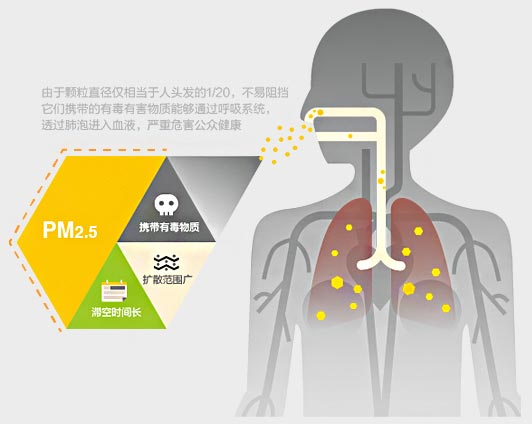 由于颗粒直径仅相当于人头发的1/20，不易阻挡
它们携带的有毒有害物质能够通过呼吸系统，
透过肺泡进入血液，严重危害公众健康
PM2.5
携带有毒物质
扩散范围广
滞空时间长